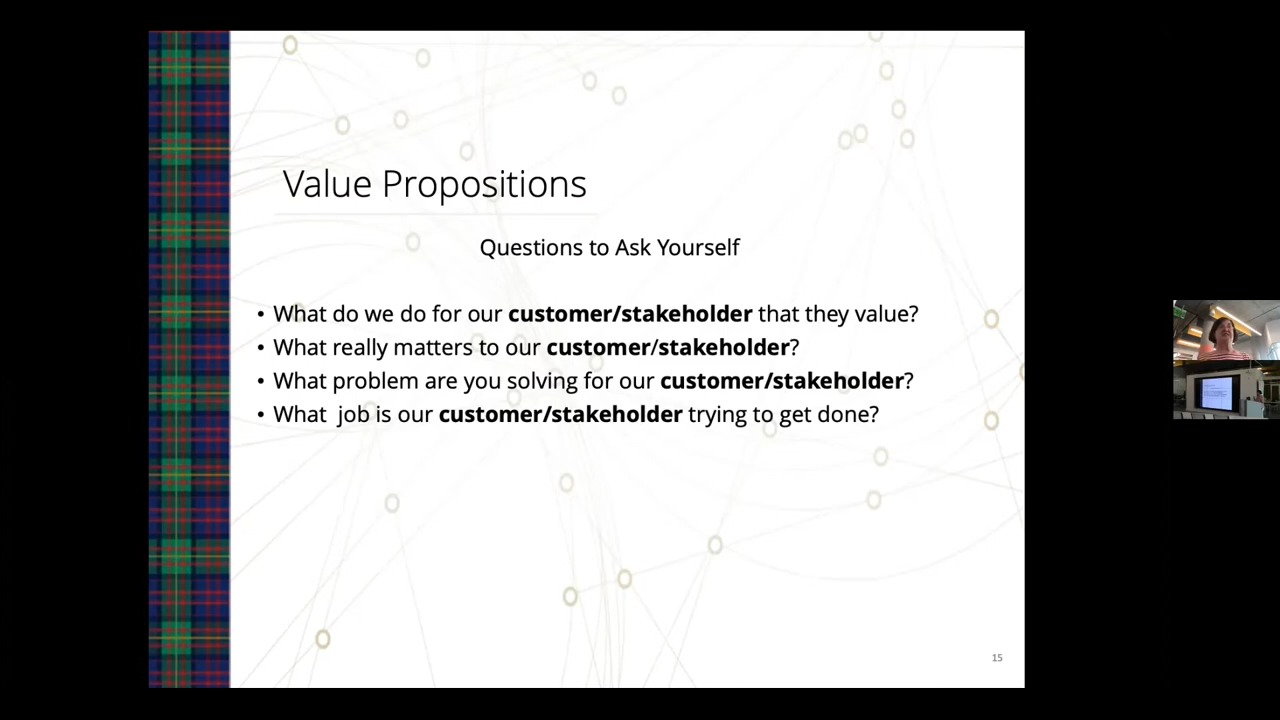 Value Propositions
Questions to Ask Yourself
• What do we do for our customer/stakeholder that they value?
• What really matters to our customer/stakeholder?
• What problem are you solving for our customer/stakeholder?
• What  job is our customer/stakeholder trying to get done?
15